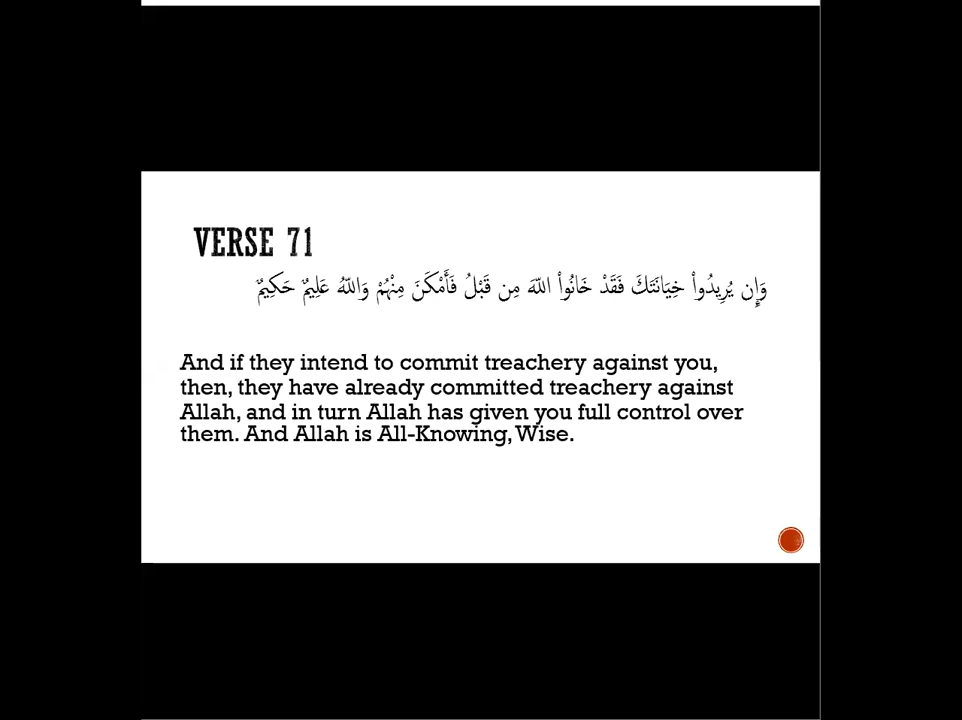 VERSE 71
وَإِن يُرِيدُواْ خِيَانَتَكَ فَقَدْ خَانُواْ اللّهَ مِن قَبْلُ فَأَمْكَنَ مِنْهُمْ وَاللّهُ عَلِيمٌ حَكِيمٌ
And if they intend to commit treachery against you,
then, they have already committed treachery against
Allah, and in turn Allah has given you full control over
them. And Allah is All-Knowing, Wise.